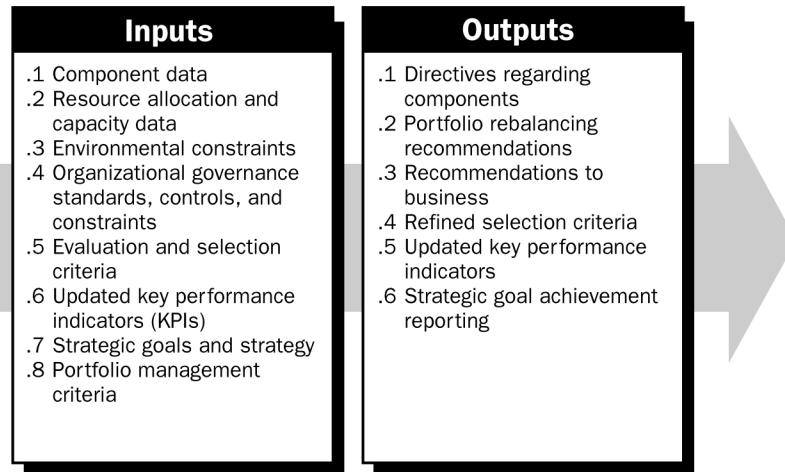 Inputs
.1 Component data
.2 Resource allocation and
capacity data
.3 Environmental constraints
.4 Organizational governance
standards, controls, and
constraints
.5 Evaluation and selection
criteria
.6 Updated key performance
indicators (KPIs)
.7 Strategic goals and strategy
.8 Portfolio management
criteria
Outputs
.1 Directives regarding
components
.2 Portfolio rebalancing
recommendations
.3 Recommendations to
business
.4 Refined selection criteria
.5 Updated key performance
indicators
.6 Strategic goal achievement
reporting